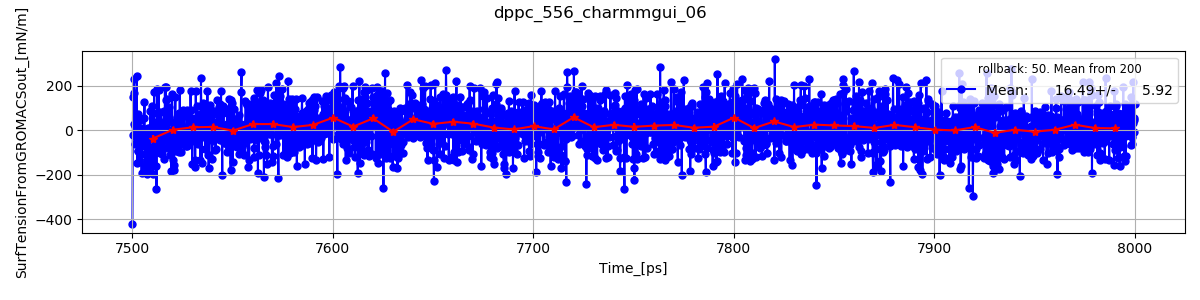 dppc_556_charmmgui_06
SurfTensionFromGROMACSout_[mN/m]
200
0
−200
−400
rollback: 50. Mean from 200
Mean: 16.49+/- 5.92
7500 7600 7700 7800 7900 8000
Time_[ps]